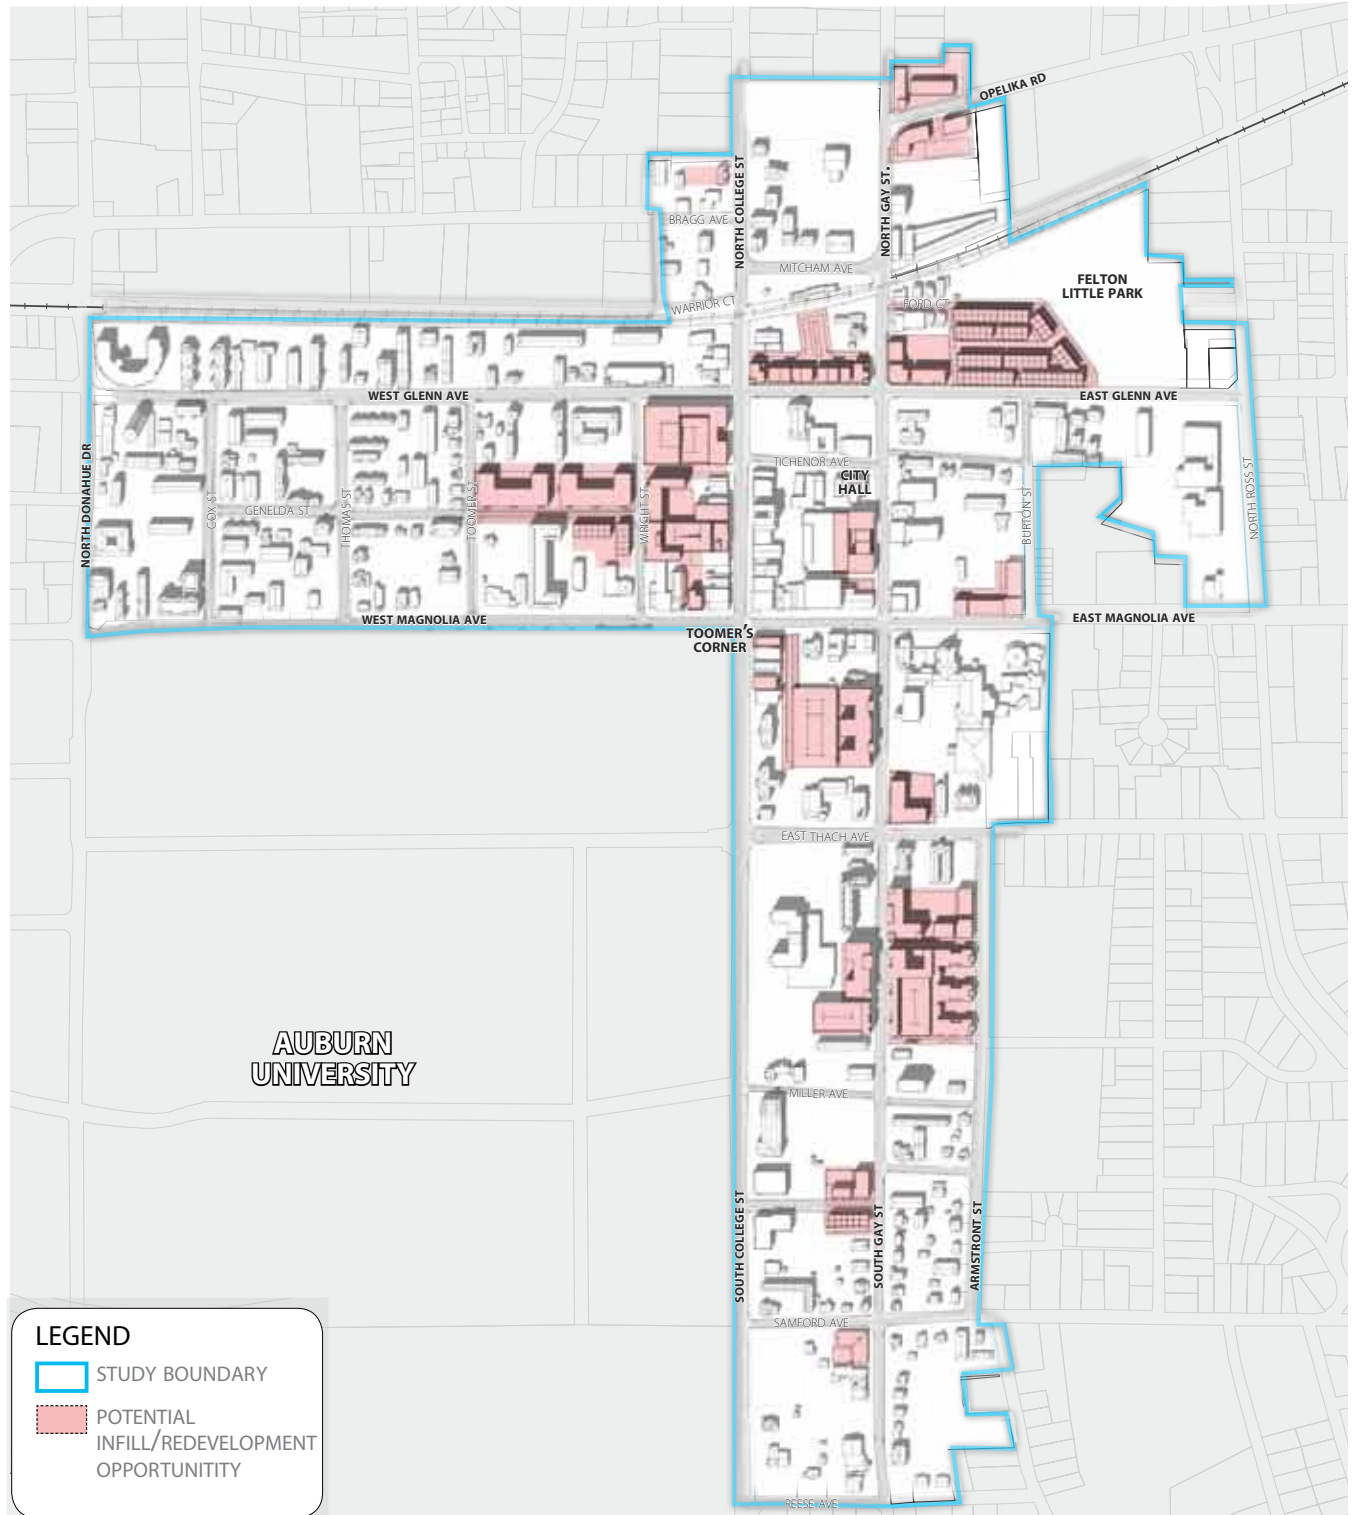 OPELIKA RD
NORTH COLLEGE ST
NORTH GAY ST.
BRAGG AVE
MITCHAM AVE
FELTON
LITTLE PARK
WARRIOR CT
FORD CT
WEST GLENN AVE
EAST GLENN AVE
NORTH DONAHUE DR
COX ST
GENELDA ST
THOMAS ST
TOOMER ST
WRIGHT ST
TICHENOR AVE
CITY
HALL
BURTON ST
NORTH ROSS ST
WEST MAGNOLIA AVE
EAST MAGNOLIA AVE
TOOMER'S
CORNER
EAST THACH AVE
AUBURN
UNIVERSITY
MILLER AVE
SOUTH COLLEGE ST
SOUTH GAY ST
ARMSTRONT ST
SAMFORD AVE
REESE AVE
LEGEND
STUDY BOUNDARY
POTENTIAL
INFILL/REDEVELOPMENT
OPPORTUNITITY